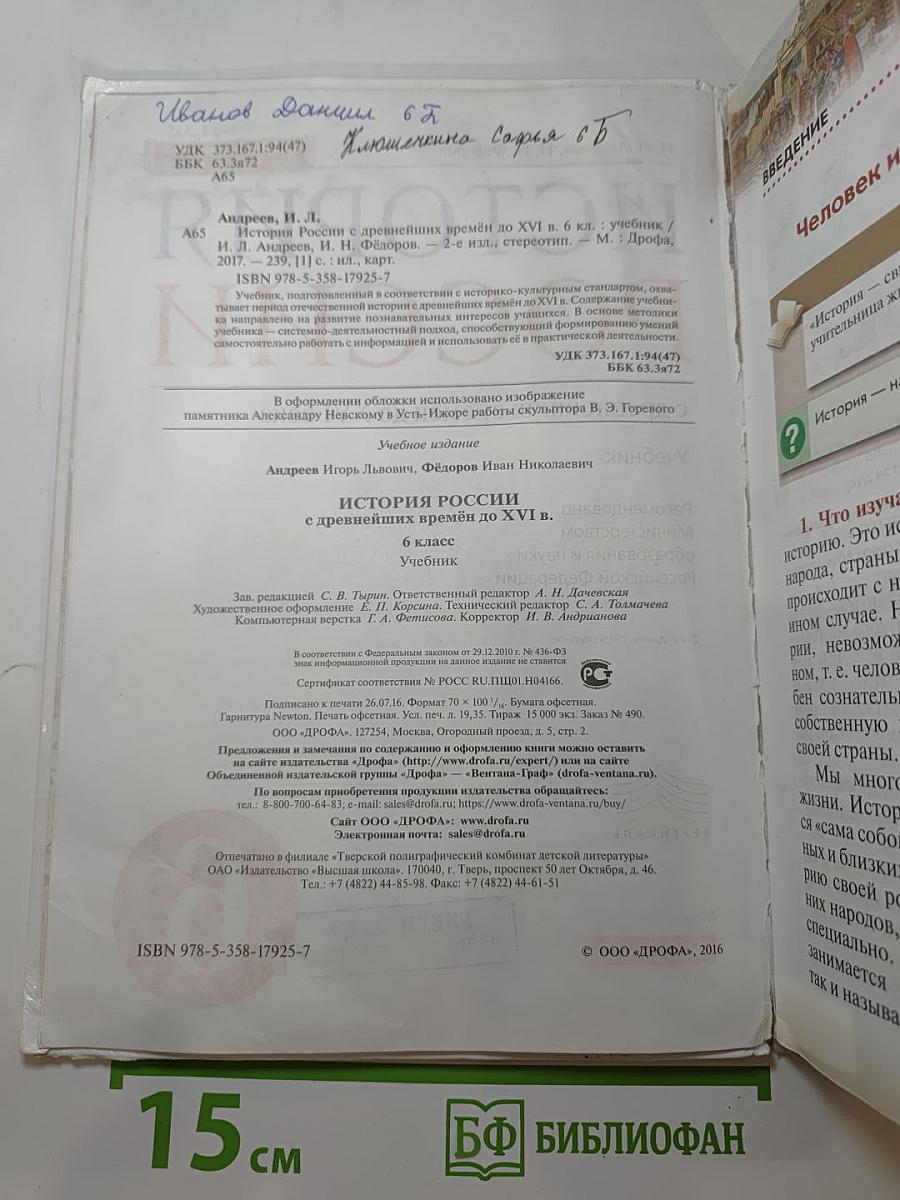 Иванов Даниил 6 Б
Клюшенкина Софья 6 Б
УДК 373.167.1:94(47)
ББК 63.3я72
А65
Андреев, И. Л.
А65 История России с древнейших времён до XVI в. 6 кл. : учебник /
И. Л. Андреев, И. Н. Фёдоров. — 2-е изд., стереотип. — М. : Дрофа,
2017. — 239, [1] с. : ил., карт.
ISBN 978-5-358-17925-7
Учебник, подготовленный в соответствии с историко-культурным стандартом, охва-
тывает период отечественной истории с древнейших времён до XVI в. Содержание учебни-
ка направлено на развитие познавательных интересов учащихся. В основе методики
учебника — системно-деятельностный подход, способствующий формированию умений
самостоятельно работать с информацией и использовать её в практической деятельности.
УДК 373.167.1:94(47)
ББК 63.3я72
В оформлении обложки использовано изображение
памятника Александру Невскому в Усть-Ижоре работы скульптора В. Э. Горевого
Учебное издание
Андреев Игорь Львович, Фёдоров Иван Николаевич
ИСТОРИЯ РОССИИ
с древнейших времён до XVI в.
6 класс
Учебник
Зав. редакцией С. В. Тырин. Ответственный редактор А. Н. Дачевская
Художественное оформление Е. П. Корсина. Технический редактор С. А. Толмачева
Компьютерная верстка Г. А. Фетисова. Корректор И. В. Андрианова
В соответствии с Федеральным законом от 29.12.2010 г. № 436-ФЗ
знак информационной продукции на данное издание не ставится
Сертификат соответствия № РОСС RU.ПЩ01.Н04166.
Подписано к печати 26.07.16. Формат 70 × 100 1/16. Бумага офсетная.
Гарнитура Newton. Печать офсетная. Усл. печ. л. 19,35. Тираж 15 000 экз. Заказ № 490.
ООО «ДРОФА». 127254, Москва, Огородный проезд, д. 5, стр. 2.
Предложения и замечания по содержанию и оформлению книги можно оставить
на сайте издательства «Дрофа» (http://www.drofa.ru/expert/) или на сайте
Объединенной издательской группы «Дрофа» — «Вентана-Граф» (drofa-ventana.ru).
По вопросам приобретения продукции издательства обращайтесь:
тел.: 8-800-700-64-83; e-mail: sales@drofa.ru; https://www.drofa-ventana.ru/buy/
Сайт ООО «ДРОФА»: www.drofa.ru
Электронная почта: sales@drofa.ru
Отпечатано в филиале «Тверской полиграфический комбинат детской литературы»
ОАО «Издательство «Высшая школа». 170040, г. Тверь, проспект 50 лет Октября, д. 46.
Тел.: +7 (4822) 44-85-98. Факс: +7 (4822) 44-61-51
ISBN 978-5-358-17925-7
© ООО «ДРОФА», 2016
ВВЕДЕНИЕ
Человек и
«История — св
учительница ж
История — на
1. Что изуча
историю. Это ис
народа, страны
происходит с н
ином случае. Н
рии, невозмож
ном, т. е. челов
бен сознатель
собственную
своей страны.
Мы много
жизни. Истор
ся «сама собо
ных и близки
рию своей ро
них народов,
специально.
занимается
так и называ
15 см
БФ БИБЛИОФАН